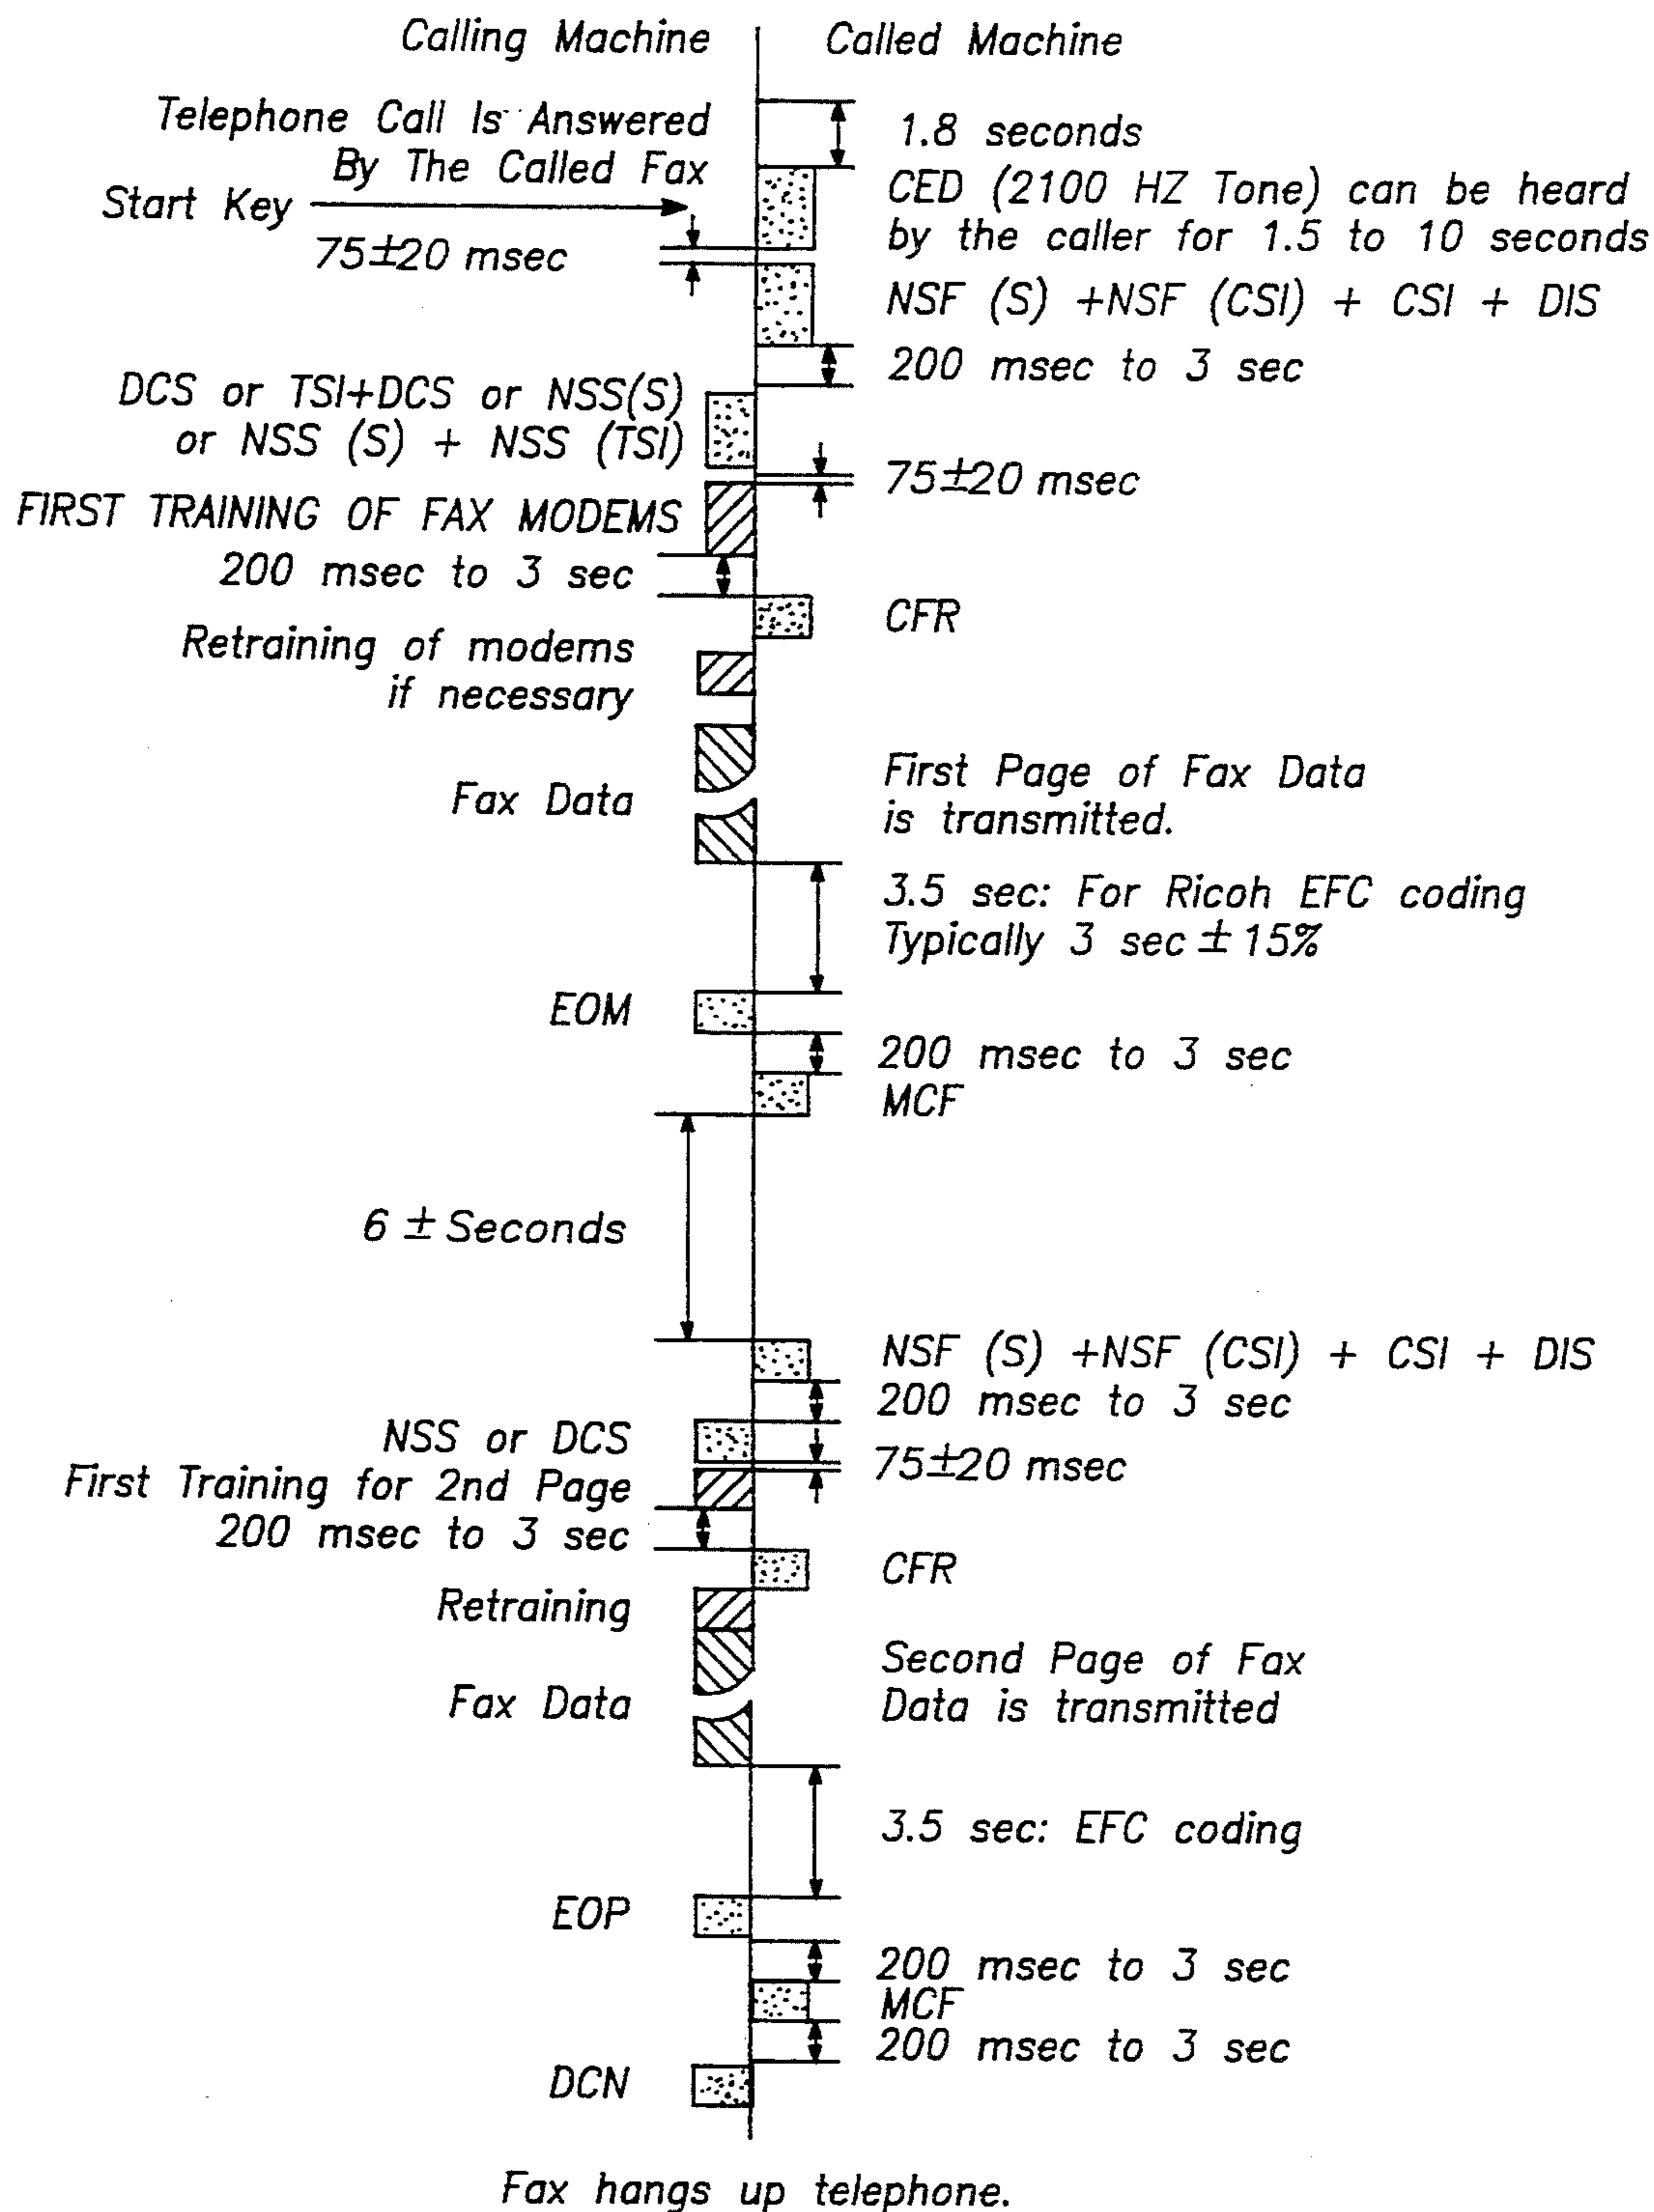 Calling Machine
Called Machine
Telephone Call Is Answered
By The Called Fax
1.8 seconds
Start Key
CED (2100 HZ Tone) can be heard
by the caller for 1.5 to 10 seconds
75±20 msec
NSF (S) +NSF (CSI) + CSI + DIS
200 msec to 3 sec
DCS or TSI+DCS or NSS(S)
or NSS (S) + NSS (TSI)
75±20 msec
FIRST TRAINING OF FAX MODEMS
200 msec to 3 sec
CFR
Retraining of modems
if necessary
Fax Data
First Page of Fax Data
is transmitted.
3.5 sec: For Ricoh EFC coding
Typically 3 sec ± 15%
EOM
200 msec to 3 sec
MCF
6 ± Seconds
NSF (S) +NSF (CSI) + CSI + DIS
200 msec to 3 sec
NSS or DCS
75±20 msec
First Training for 2nd Page
200 msec to 3 sec
CFR
Retraining
Second Page of Fax
Data is transmitted
Fax Data
3.5 sec: EFC coding
EOP
200 msec to 3 sec
MCF
200 msec to 3 sec
DCN
Fax hangs up telephone.